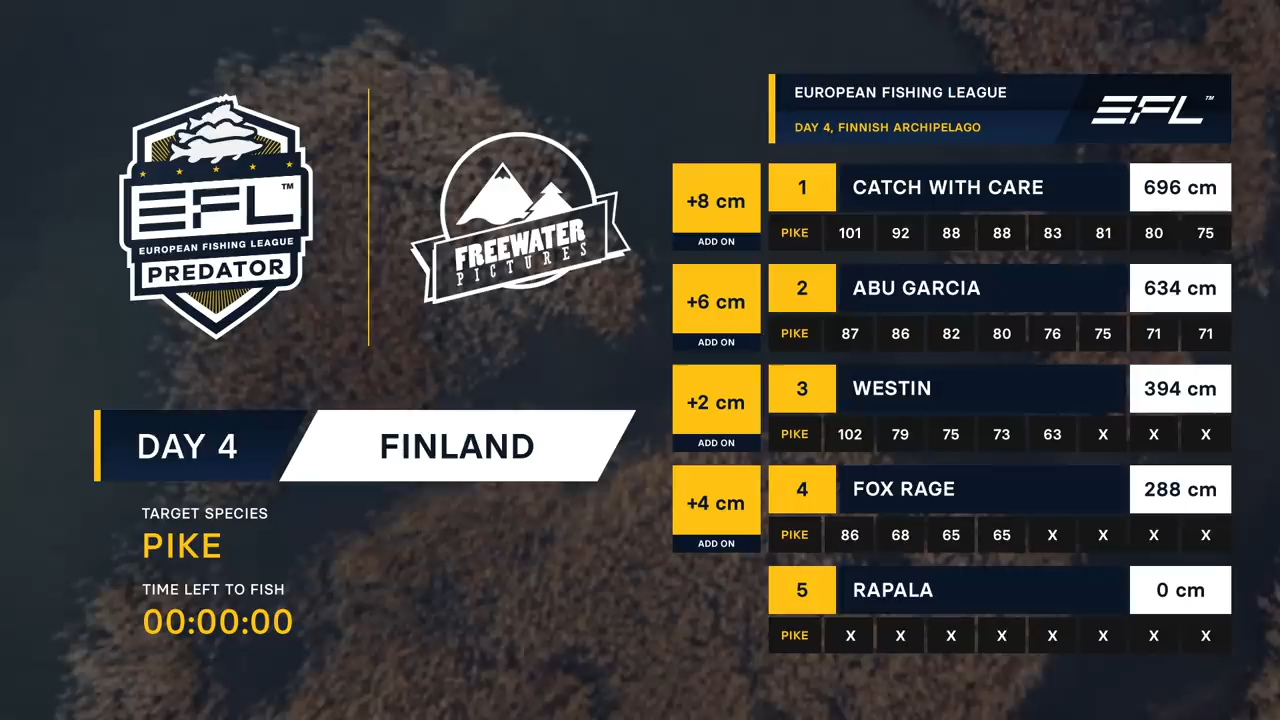 EFL™
EUROPEAN FISHING LEAGUE
PREDATOR
FREEWATER
PICTURES
DAY 4 FINLAND
TARGET SPECIES
PIKE
TIME LEFT TO FISH
00:00:00
EUROPEAN FISHING LEAGUE
DAY 4, FINNISH ARCHIPELAGO
EFL™
+8 cm
ADD ON
1 CATCH WITH CARE 696 cm
PIKE 101 92 88 88 83 81 80 75
+6 cm
ADD ON
2 ABU GARCIA 634 cm
PIKE 87 86 82 80 76 75 71 71
+2 cm
ADD ON
3 WESTIN 394 cm
PIKE 102 79 75 73 63 X X X
+4 cm
ADD ON
4 FOX RAGE 288 cm
PIKE 86 68 65 65 X X X X
5 RAPALA 0 cm
PIKE X X X X X X X X